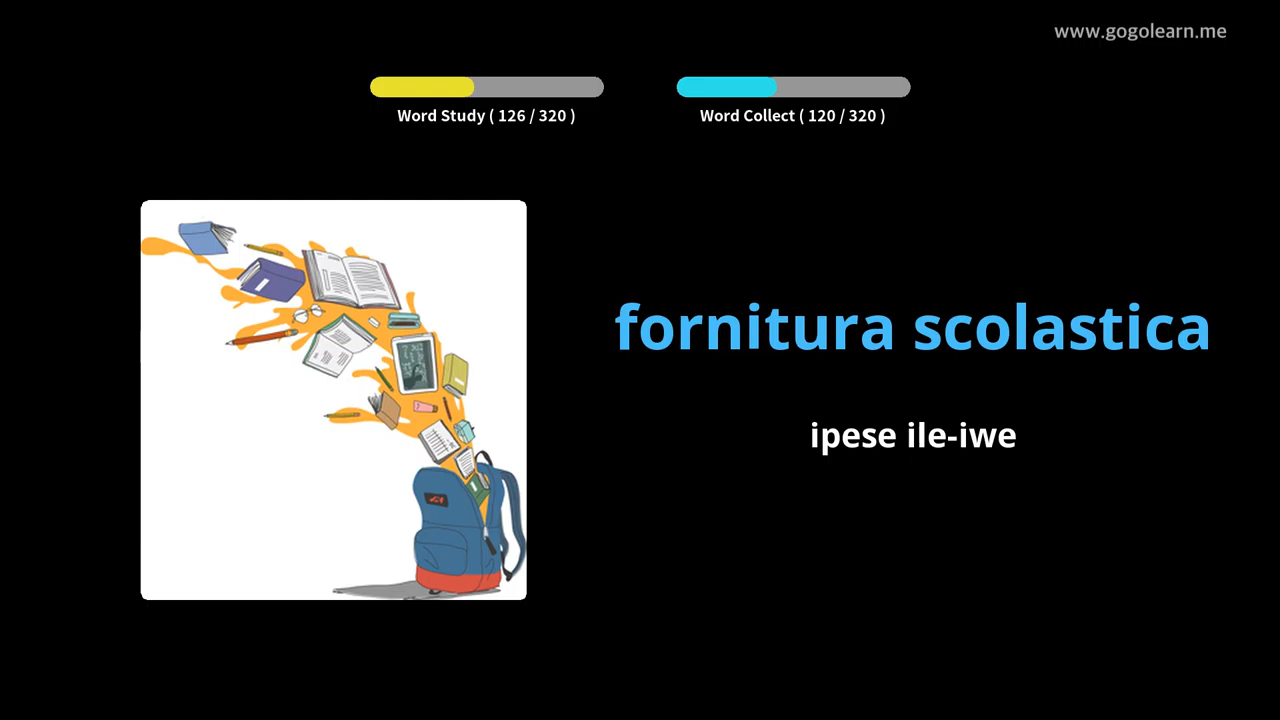 www.gogolearn.me
Word Study ( 126 / 320 )
Word Collect ( 120 / 320 )
fornitura scolastica
ipese ile-iwe